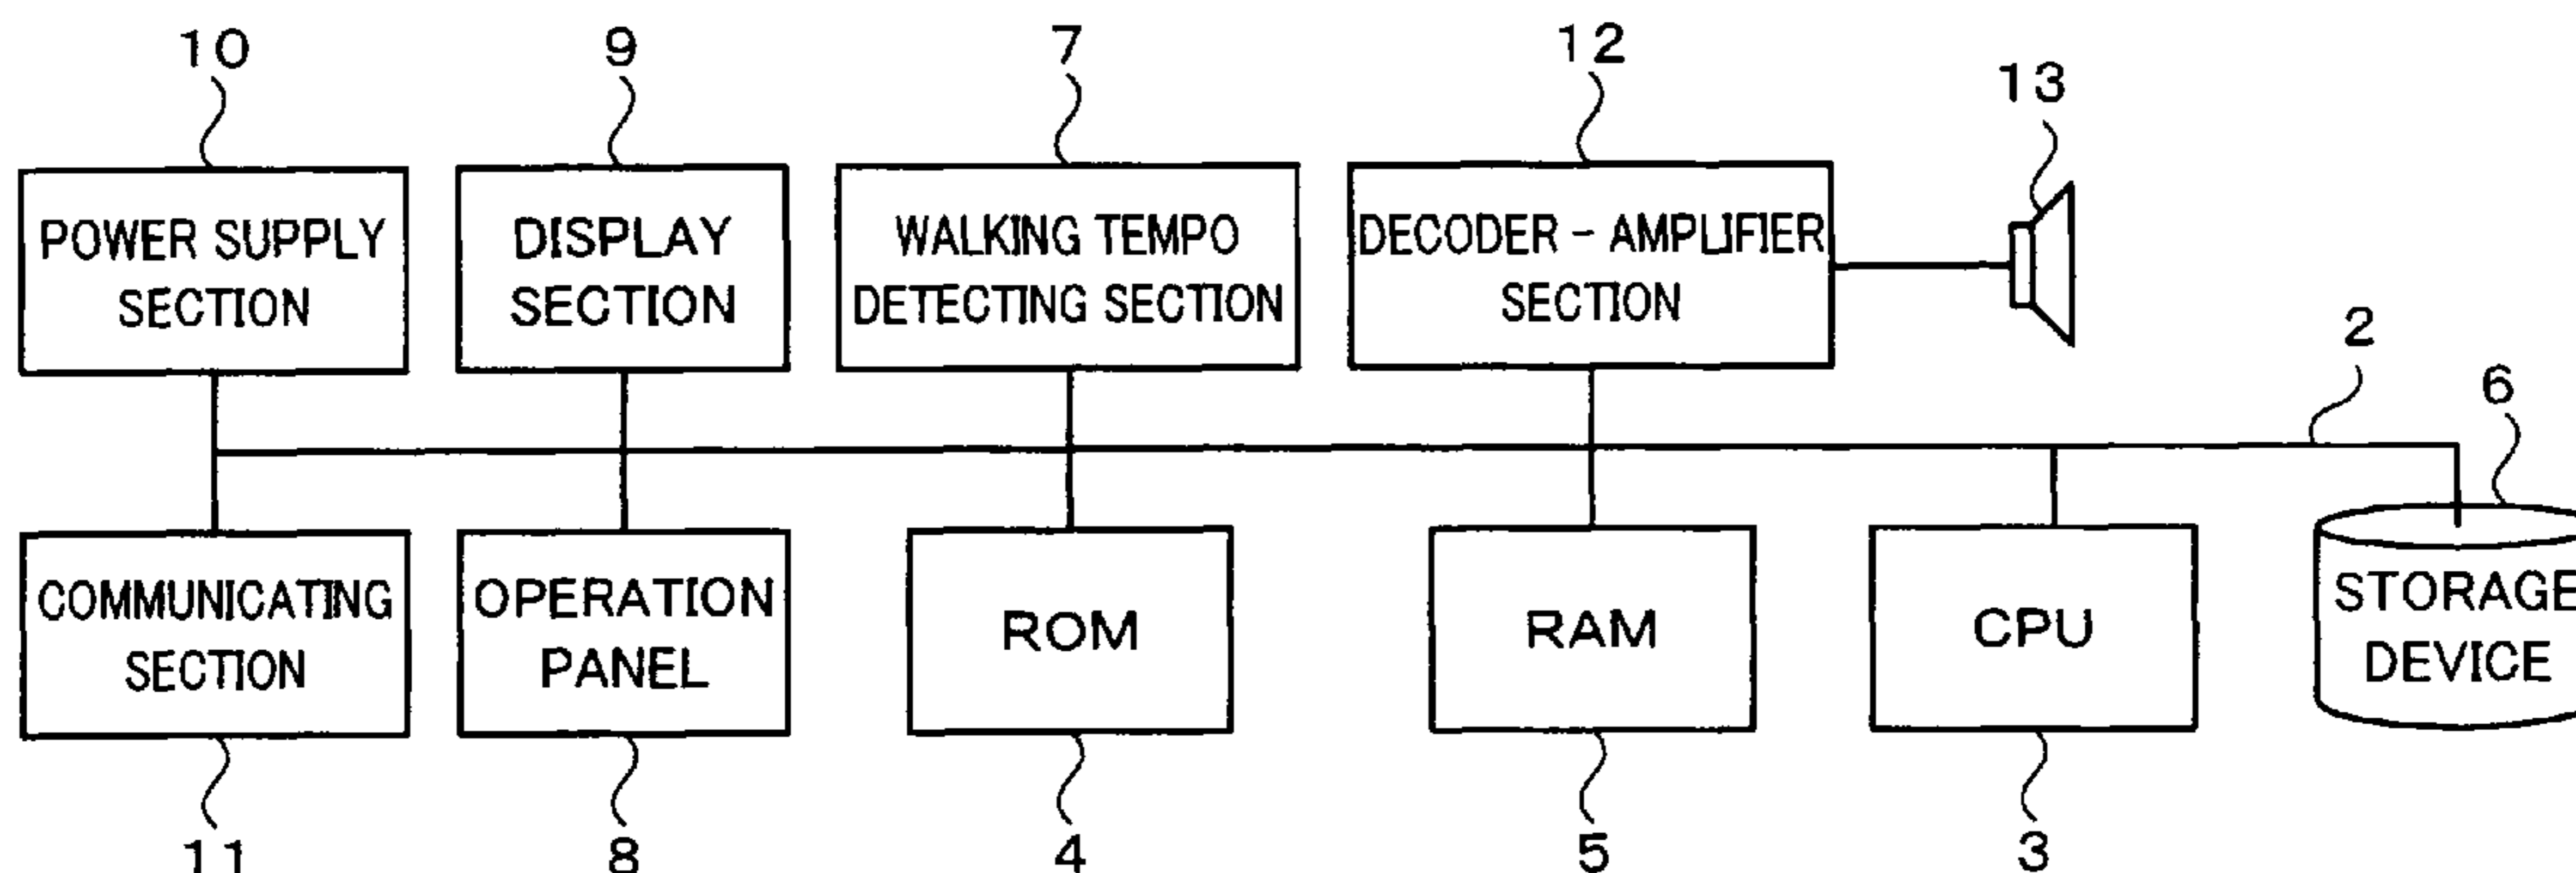 10
9
7
12
13
POWER SUPPLY
SECTION
DISPLAY
SECTION
WALKING TEMPO
DETECTING SECTION
DECODER - AMPLIFIER
SECTION
2
6
COMMUNICATING
SECTION
OPERATION
PANEL
ROM
RAM
CPU
STORAGE
DEVICE
11
8
4
5
3